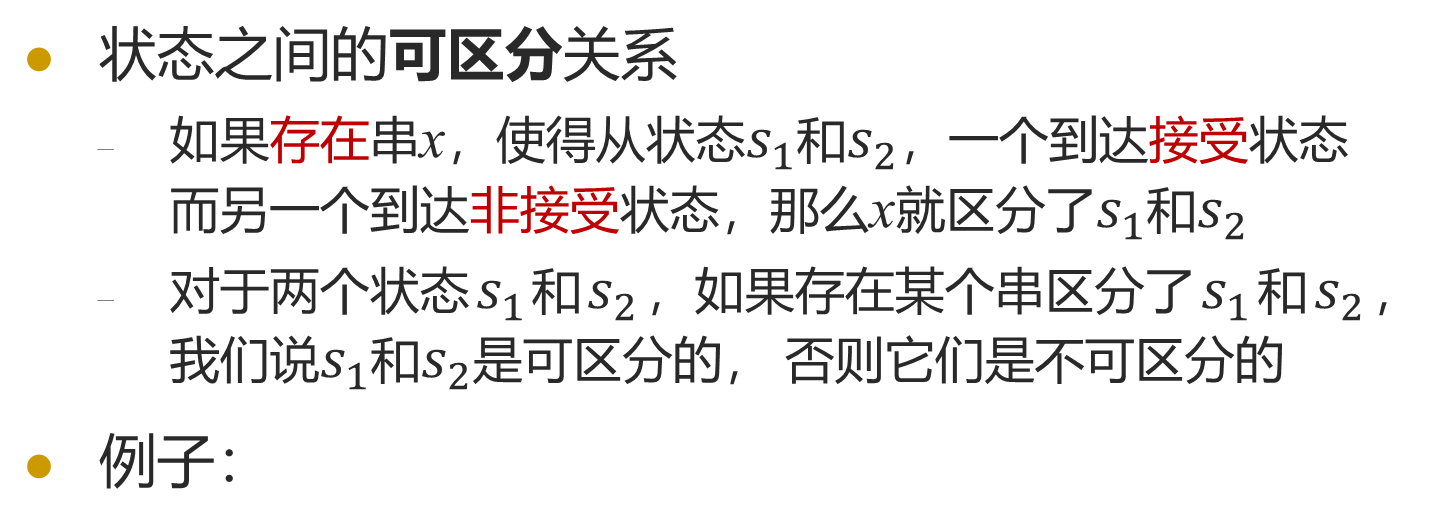 状态之间的可区分关系
如果存在串x，使得从状态s₁和s₂，一个到达接受状态
而另一个到达非接受状态，那么x就区分了s₁和s₂
对于两个状态s₁和s₂，如果存在某个串区分了s₁和s₂，
我们说s₁和s₂是可区分的， 否则它们是不可区分的
例子：